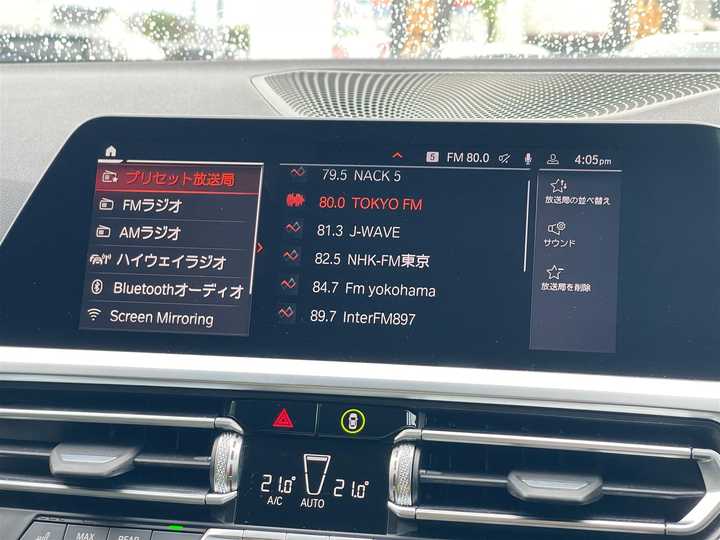 5 FM 80.0 4:05pm
プリセット放送局
FMラジオ
AMラジオ
ハイウェイラジオ
Bluetoothオーディオ
Screen Mirroring
79.5 NACK 5
80.0 TOKYO FM
81.3 J-WAVE
82.5 NHK-FM東京
84.7 Fm yokohama
89.7 InterFM897
放送局の並べ替え
サウンド
放送局を削除
21.0 21.0
A/C AUTO
MAX REAR